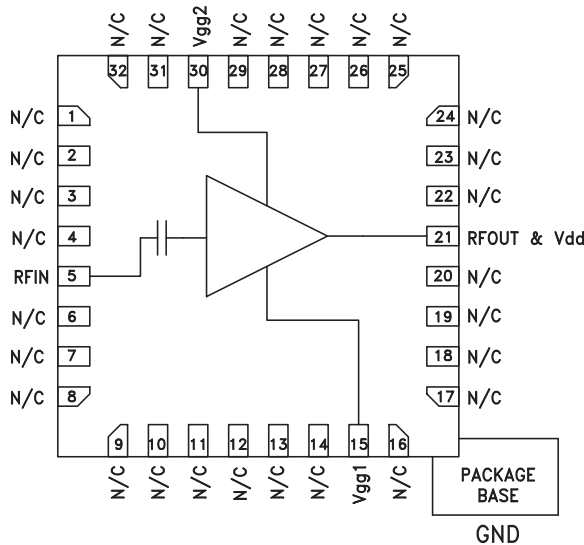 N/C N/C Vgg2 N/C N/C N/C N/C N/C
32 31 30 29 28 27 26 25
N/C 1 24 N/C
N/C 2 23 N/C
N/C 3 22 N/C
N/C 4 21 RFOUT & Vdd
RFIN 5 20 N/C
N/C 6 19 N/C
N/C 7 18 N/C
N/C 8 17 N/C
9 10 11 12 13 14 15 16
N/C N/C N/C N/C N/C N/C Vgg1 N/C
PACKAGE
BASE
GND